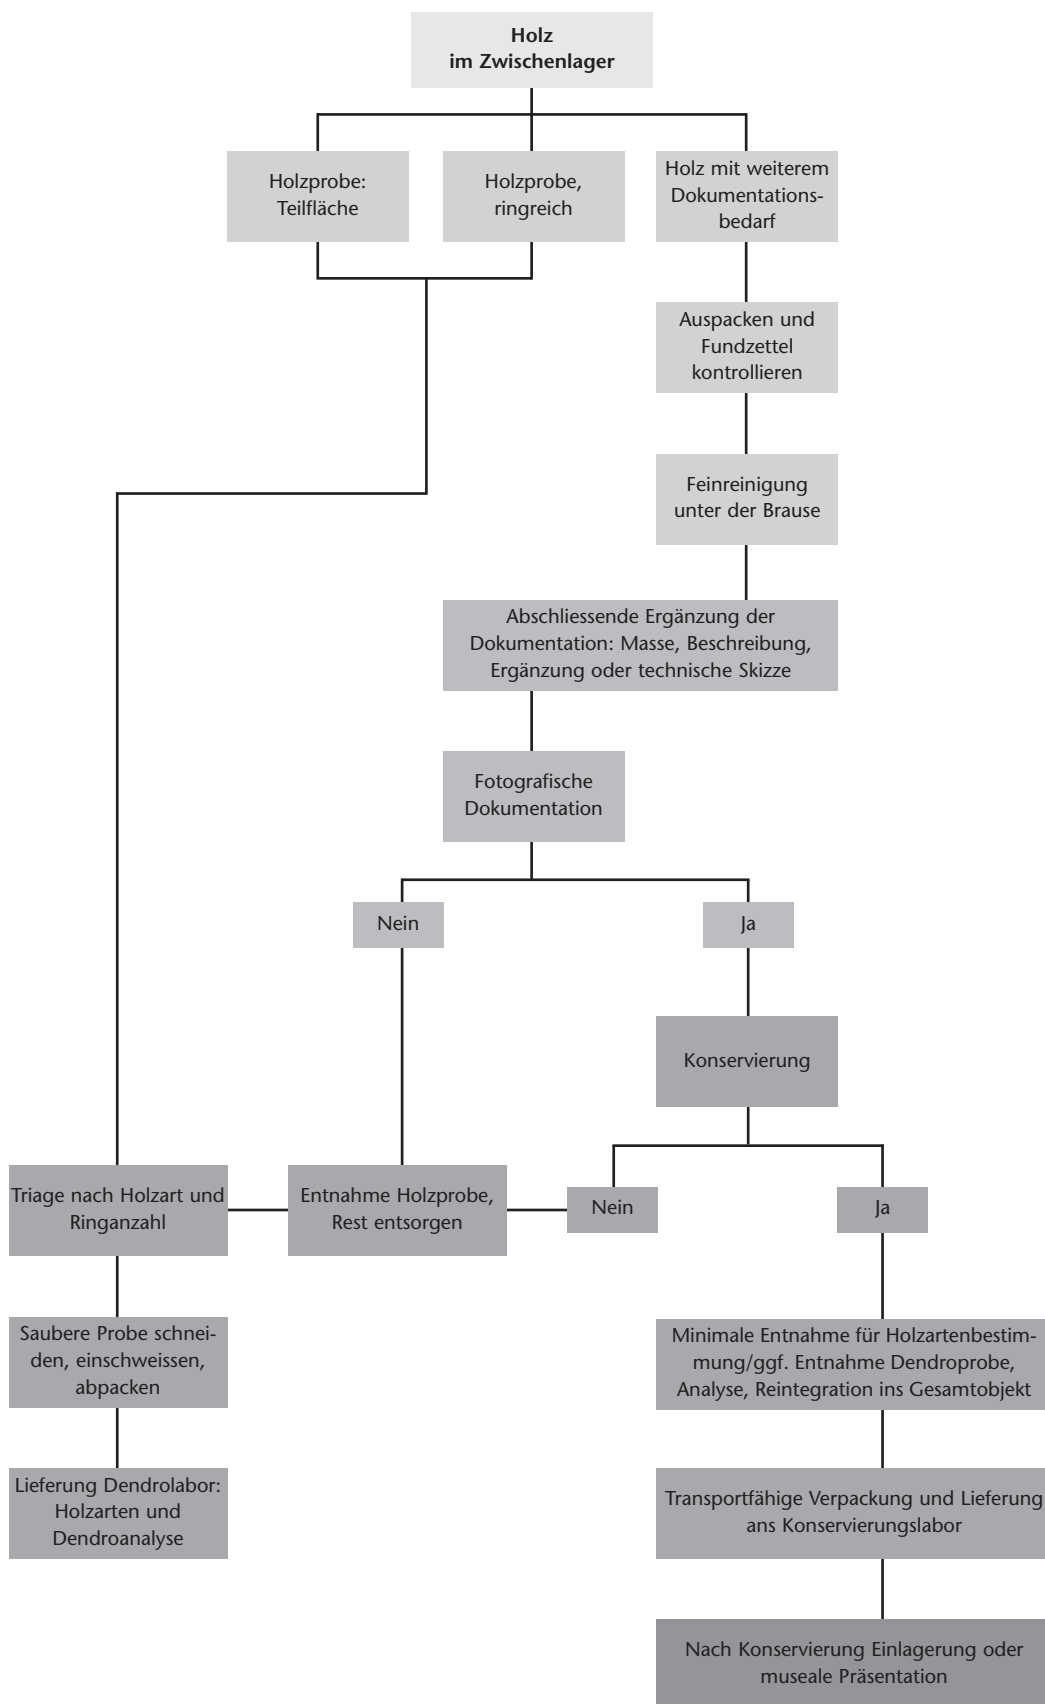 Holz
im Zwischenlager
Holzprobe:
Teilfläche
Holzprobe,
ringreich
Holz mit weiterem
Dokumentations-
bedarf
Auspacken und
Fundzettel
kontrollieren
Feinreinigung
unter der Brause
Abschliessende Ergänzung der
Dokumentation: Masse, Beschreibung,
Ergänzung oder technische Skizze
Fotografische
Dokumentation
Nein
Ja
Konservierung
Triage nach Holzart und
Ringanzahl
Entnahme Holzprobe,
Rest entsorgen
Nein
Ja
Saubere Probe schnei-
den, einschweissen,
abpacken
Minimale Entnahme für Holzartenbestim-
mung/ggf. Entnahme Dendroprobe,
Analyse, Reintegration ins Gesamtobjekt
Lieferung Dendrolabor:
Holzarten und
Dendroanalyse
Transportfähige Verpackung und Lieferung
ans Konservierungslabor
Nach Konservierung Einlagerung oder
museale Präsentation